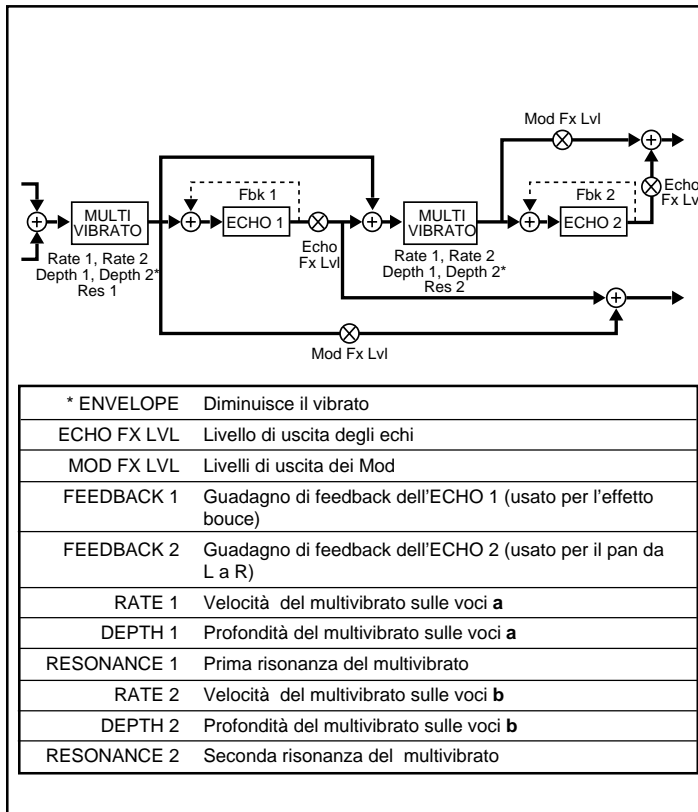 Mod Fx Lvl
Fbk 1
Fbk 2
Echo
Fx Lvl
MULTI
VIBRATO
ECHO 1
MULTI
VIBRATO
ECHO 2
Echo
Fx Lvl
Rate 1, Rate 2
Depth 1, Depth 2*
Res 1
Rate 1, Rate 2
Depth 1, Depth 2*
Res 2
Mod Fx Lvl
* ENVELOPE Diminuisce il vibrato
ECHO FX LVL Livello di uscita degli echi
MOD FX LVL Livelli di uscita dei Mod
FEEDBACK 1 Guadagno di feedback dell'ECHO 1 (usato per l'effetto
bouce)
FEEDBACK 2 Guadagno di feedback dell'ECHO 2 (usato per il pan da
L a R)
RATE 1 Velocità del multivibrato sulle voci a
DEPTH 1 Profondità del multivibrato sulle voci a
RESONANCE 1 Prima risonanza del multivibrato
RATE 2 Velocità del multivibrato sulle voci b
DEPTH 2 Profondità del multivibrato sulle voci b
RESONANCE 2 Seconda risonanza del multivibrato